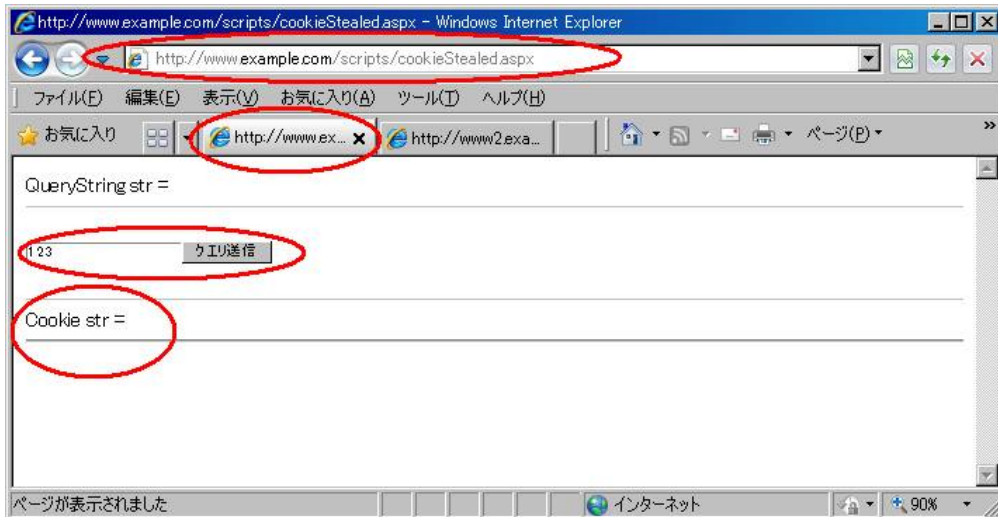 http://www.example.com/scripts/cookieStealed.aspx - Windows Internet Explorer
http://www.example.com/scripts/cookieStealed.aspx
ファイル(F) 編集(E) 表示(V) お気に入り(A) ツール(T) ヘルプ(H)
お気に入り http://www.ex... http://www2.exa... ページ(P) »
QueryString str =
123 クエリ送信
Cookie str =
ページが表示されました インターネット 90%